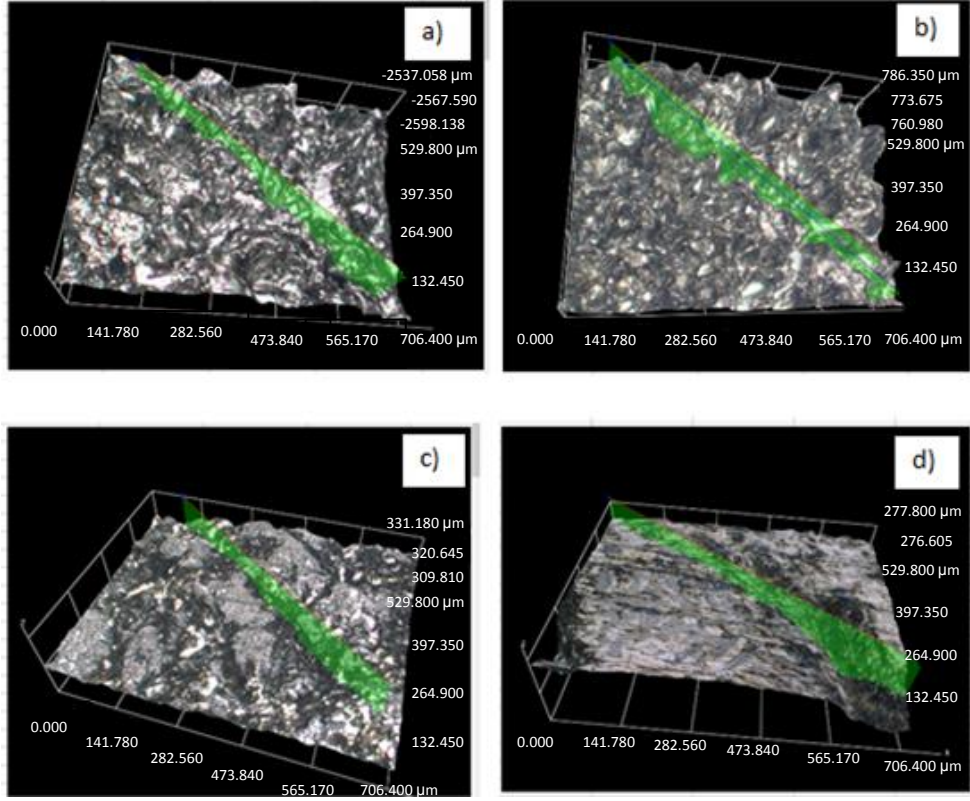 a)
-2537.058 µm
-2567.590
-2598.138
529.800 µm
397.350
264.900
132.450
0.000 141.780 282.560 473.840 565.170 706.400 µm
b)
786.350 µm
773.675
760.980
529.800 µm
397.350
264.900
132.450
0.000 141.780 282.560 473.840 565.170 706.400 µm
c)
331.180 µm
320.645
309.810
529.800 µm
397.350
264.900
132.450
0.000
141.780
282.560
473.840
565.170 706.400 µm
d)
277.800 µm
276.605
529.800 µm
397.350
264.900
132.450
0.000 141.780 282.560 473.840 565.170 706.400 µm